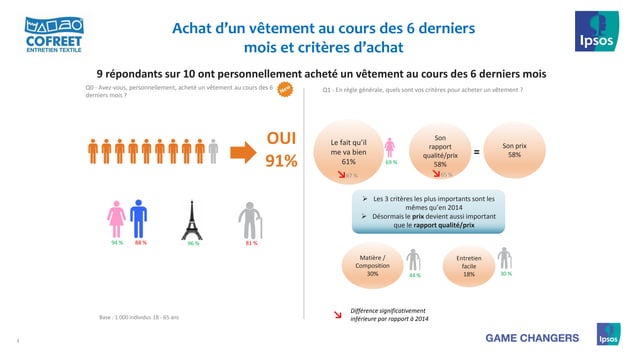 COFREET
ENTRETIEN TEXTILE
Achat d’un vêtement au cours des 6 derniers
mois et critères d’achat
Ipsos
9 répondants sur 10 ont personnellement acheté un vêtement au cours des 6 derniers mois
Q0 - Avez-vous, personnellement, acheté un vêtement au cours des 6
derniers mois ?
New
OUI
91%
94 %
88 %
96 %
81 %
Base : 1 000 individus 18 - 65 ans
Q1 - En règle générale, quels sont vos critères pour acheter un vêtement ?
Le fait qu’il
me va bien
61%
67 %
69 %
Son
rapport
qualité/prix
58%
65 %
=
Son prix
58%
Les 3 critères les plus importants sont les
mêmes qu’en 2014
Désormais le prix devient aussi important
que le rapport qualité/prix
Matière /
Composition
30%
44 %
Entretien
facile
18%
30 %
Différence significativement
inférieure par rapport à 2014
GAME CHANGERS
Ipsos